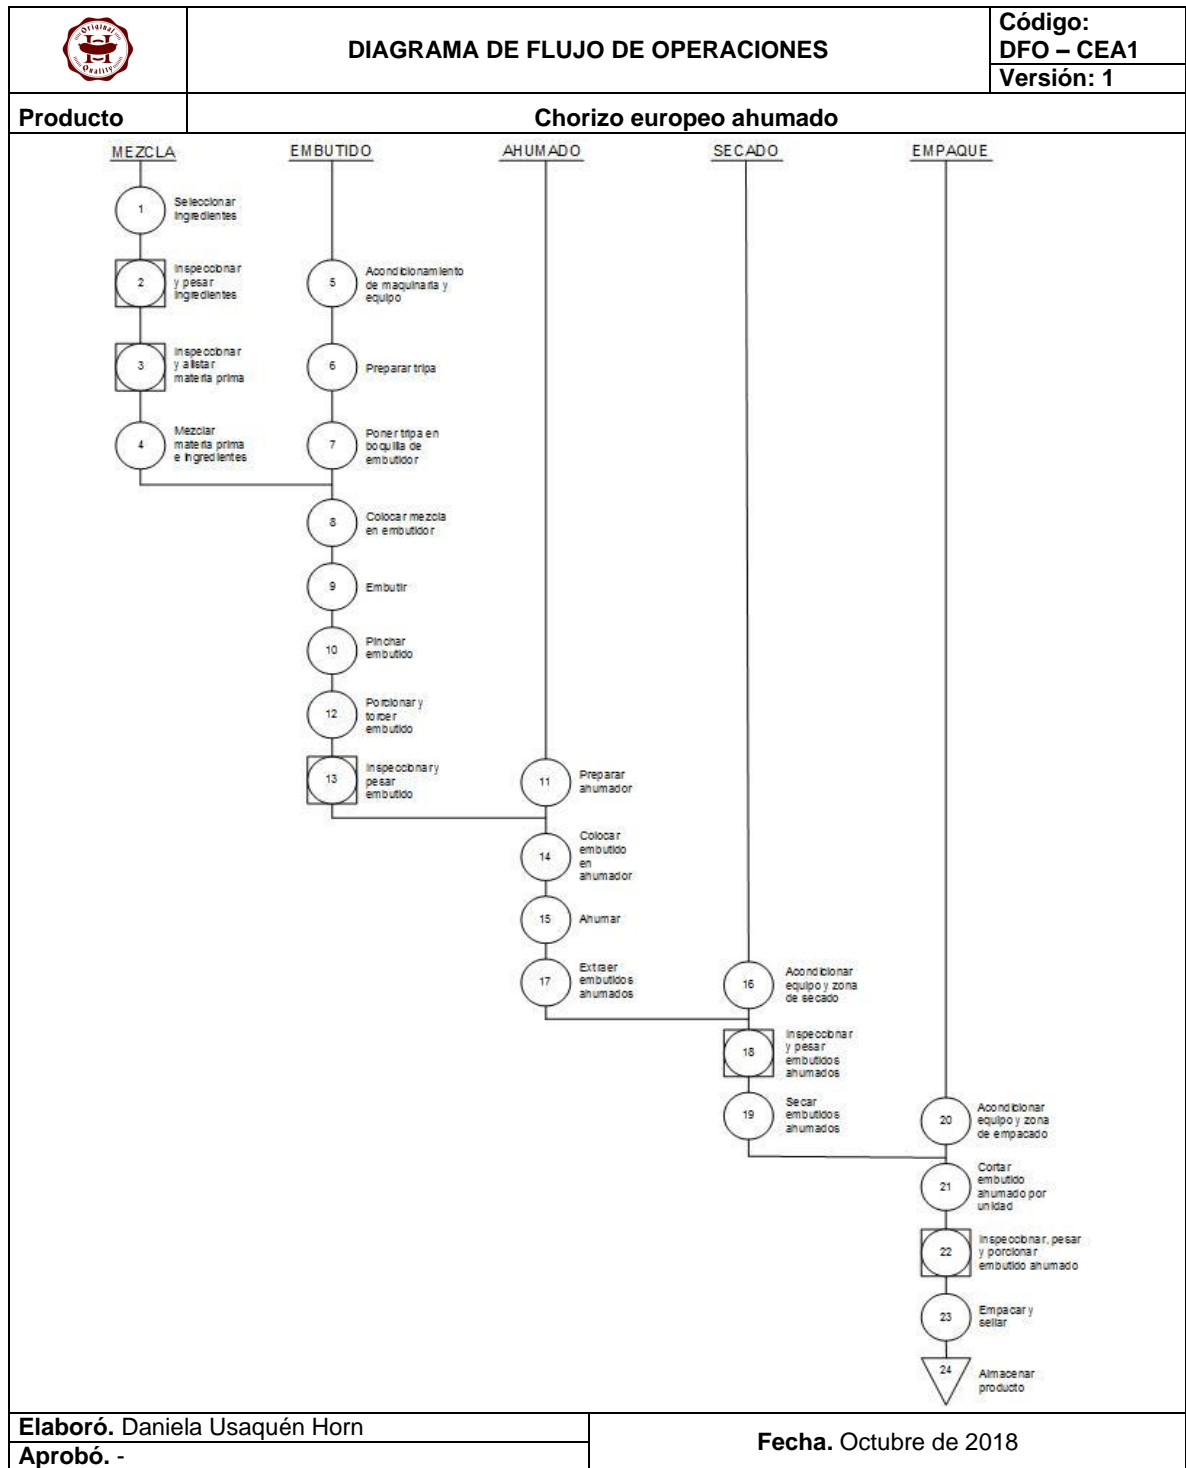 Original
H
Quality
DIAGRAMA DE FLUJO DE OPERACIONES
Código:
DFO – CEA1
Versión: 1
Producto
Chorizo europeo ahumado
MEZCLA
EMBUTIDO
AHUMADO
SECADO
EMPAQUE
1
Seleccionar
ingredientes
2
Inspeccionar
y pesar
ingredientes
3
Inspeccionar
y alistar
materia prima
4
Mezclar
materia prima
e ingredientes
5
Acondicionamiento
de maquinaria y
equipo
6
Preparar tripa
7
Poner tripa en
boquilla de
embutidor
8
Colocar mezcla
en embutidor
9
Embutir
10
Pinchar
embutido
12
Porcionar y
torcer
embutido
13
Inspeccionar y
pesar
embutido
11
Preparar
ahumador
14
Colocar
embutido
en
ahumador
15
Ahumar
17
Extraer
embutidos
ahumados
16
Acondicionar
equipo y zona
de secado
18
Inspeccionar
y pesar
embutidos
ahumados
19
Secar
embutidos
ahumados
20
Acondicionar
equipo y zona
de empacado
21
Cortar
embutido
ahumado por
unidad
22
Inspeccionar, pesar
y porcionar
embutido ahumado
23
Empacar y
sellar
24
Almacenar
producto
Elaboró. Daniela Usaquén Horn
Aprobó. -
Fecha. Octubre de 2018